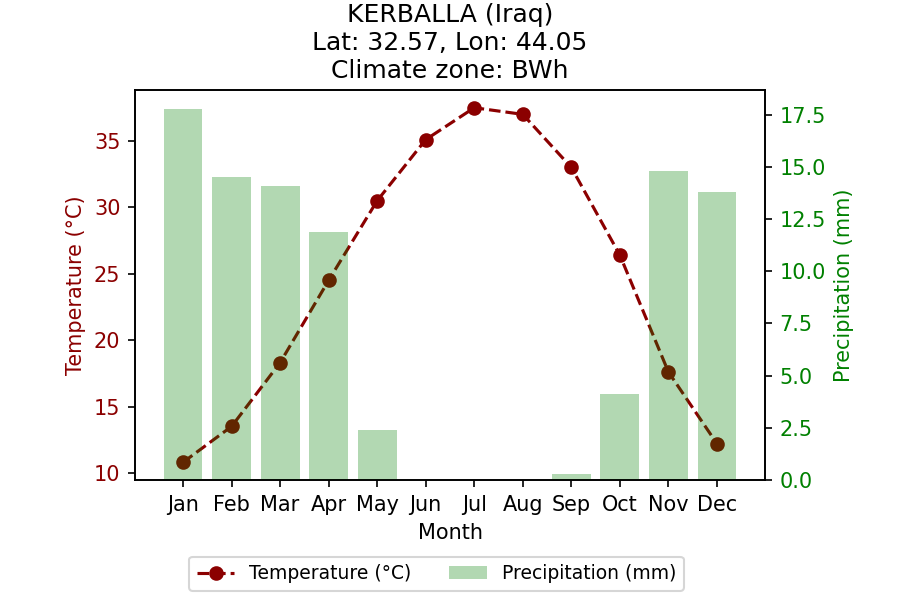 KERBALLA (Iraq)
Lat: 32.57, Lon: 44.05
Climate zone: BWh
Temperature (°C)
35
30
25
20
15
10
17.5
15.0
12.5
10.0
7.5
5.0
2.5
0.0
Precipitation (mm)
Jan Feb Mar Apr May Jun Jul Aug Sep Oct Nov Dec
Month
Temperature (°C) Precipitation (mm)